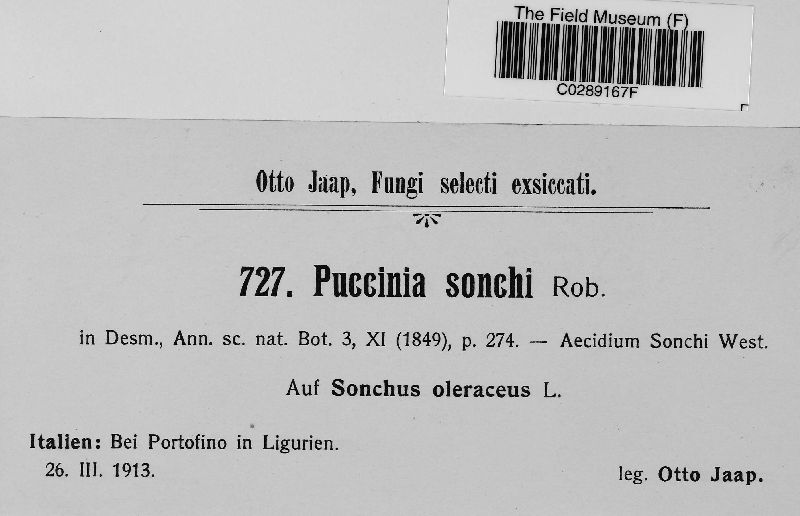 The Field Museum (F)
C0289167F
Otto Jaap, Fungi selecti exsiccati.
727. Puccinia sonchi Rob.
in Desm., Ann. sc. nat. Bot. 3, XI (1849), p. 274. — Aecidium Sonchi West.
Auf Sonchus oleraceus L.
Italien: Bei Portofino in Ligurien.
26. III. 1913.
leg. Otto Jaap.